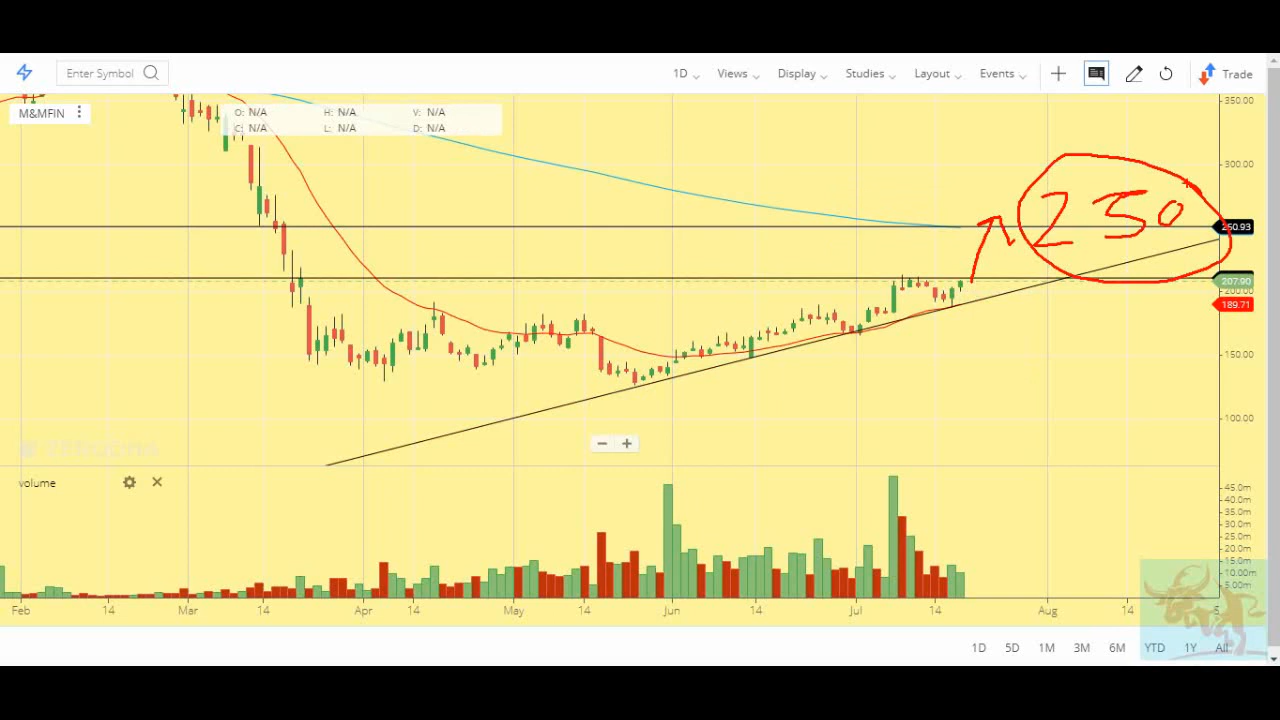 Enter Symbol 1D Views Display Studies Layout Events Trade
M&MFIN
O: N/A H: N/A V: N/A
C: N/A L: N/A D: N/A
350.00
300.00
250
250.93
207.90
200.00
189.71
150.00
100.00
volume
45.0m
40.0m
35.0m
30.0m
25.0m
20.0m
15.0m
10.00m
5.00m
Feb 14 Mar 14 Apr 14 May 14 Jun 14 Jul 14 Aug 14
1D 5D 1M 3M 6M YTD 1Y All